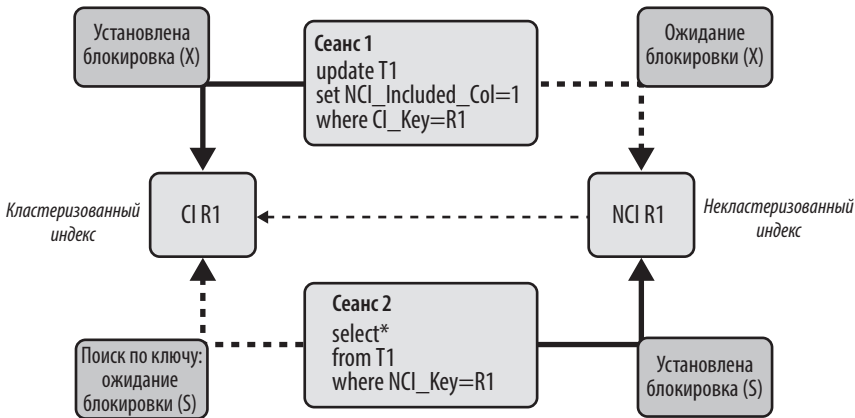 Установлена
блокировка (X)
Сеанс 1
update T1
set NCI_Included_Col=1
where CI_Key=R1
Ожидание
блокировки (X)
Кластеризованный
индекс
CI R1
NCI R1
Некластеризованный
индекс
Поиск по ключу:
ожидание
блокировки (S)
Сеанс 2
select*
from T1
where NCI_Key=R1
Установлена
блокировка (S)